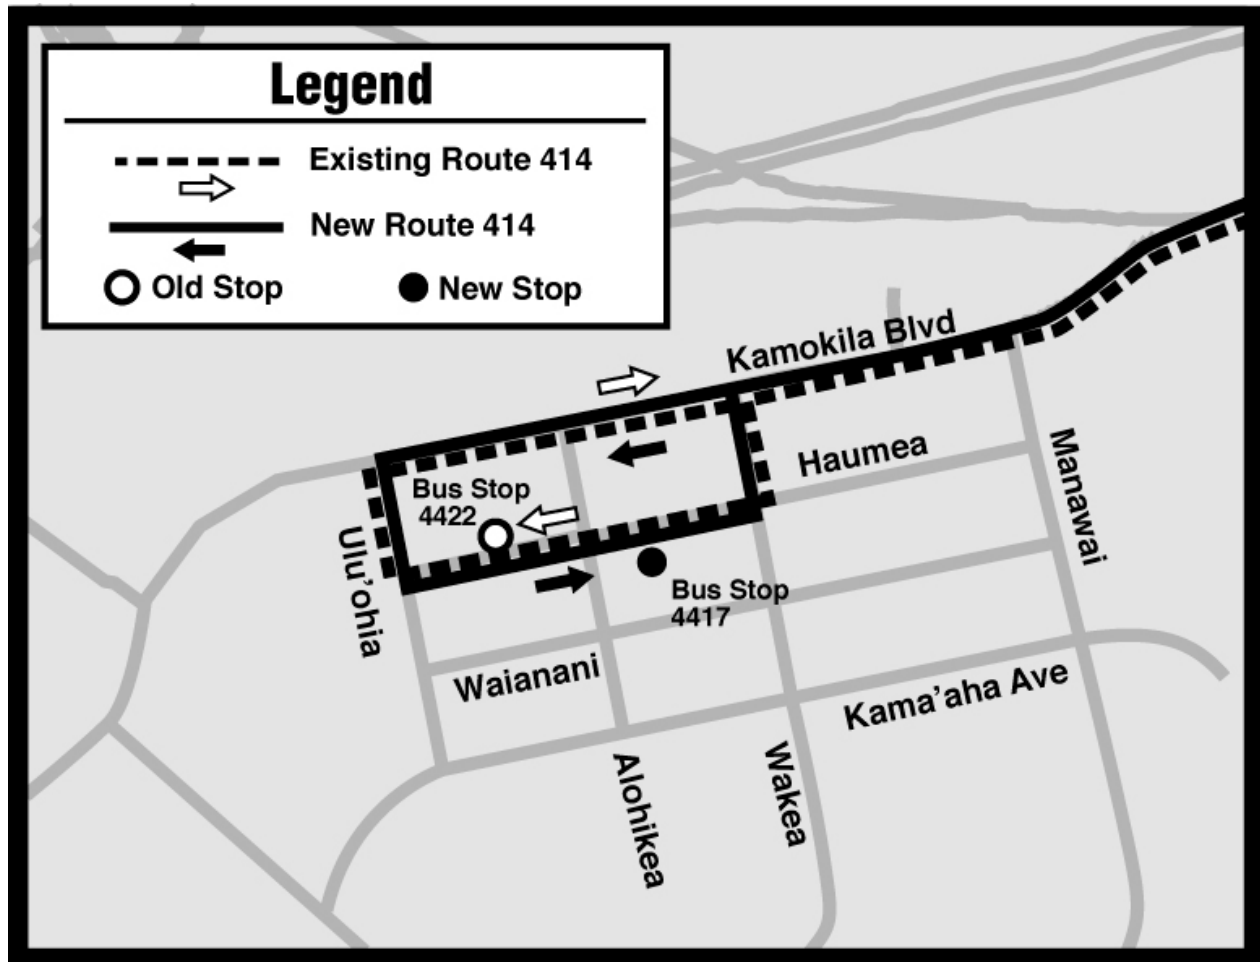 Legend
Existing Route 414
New Route 414
Old Stop
New Stop
Kamokila Blvd
Haumea
Manawai
Bus Stop
4422
Ulu’ohia
Bus Stop
4417
Waianani
Kama’aha Ave
Alohikea
Wakea